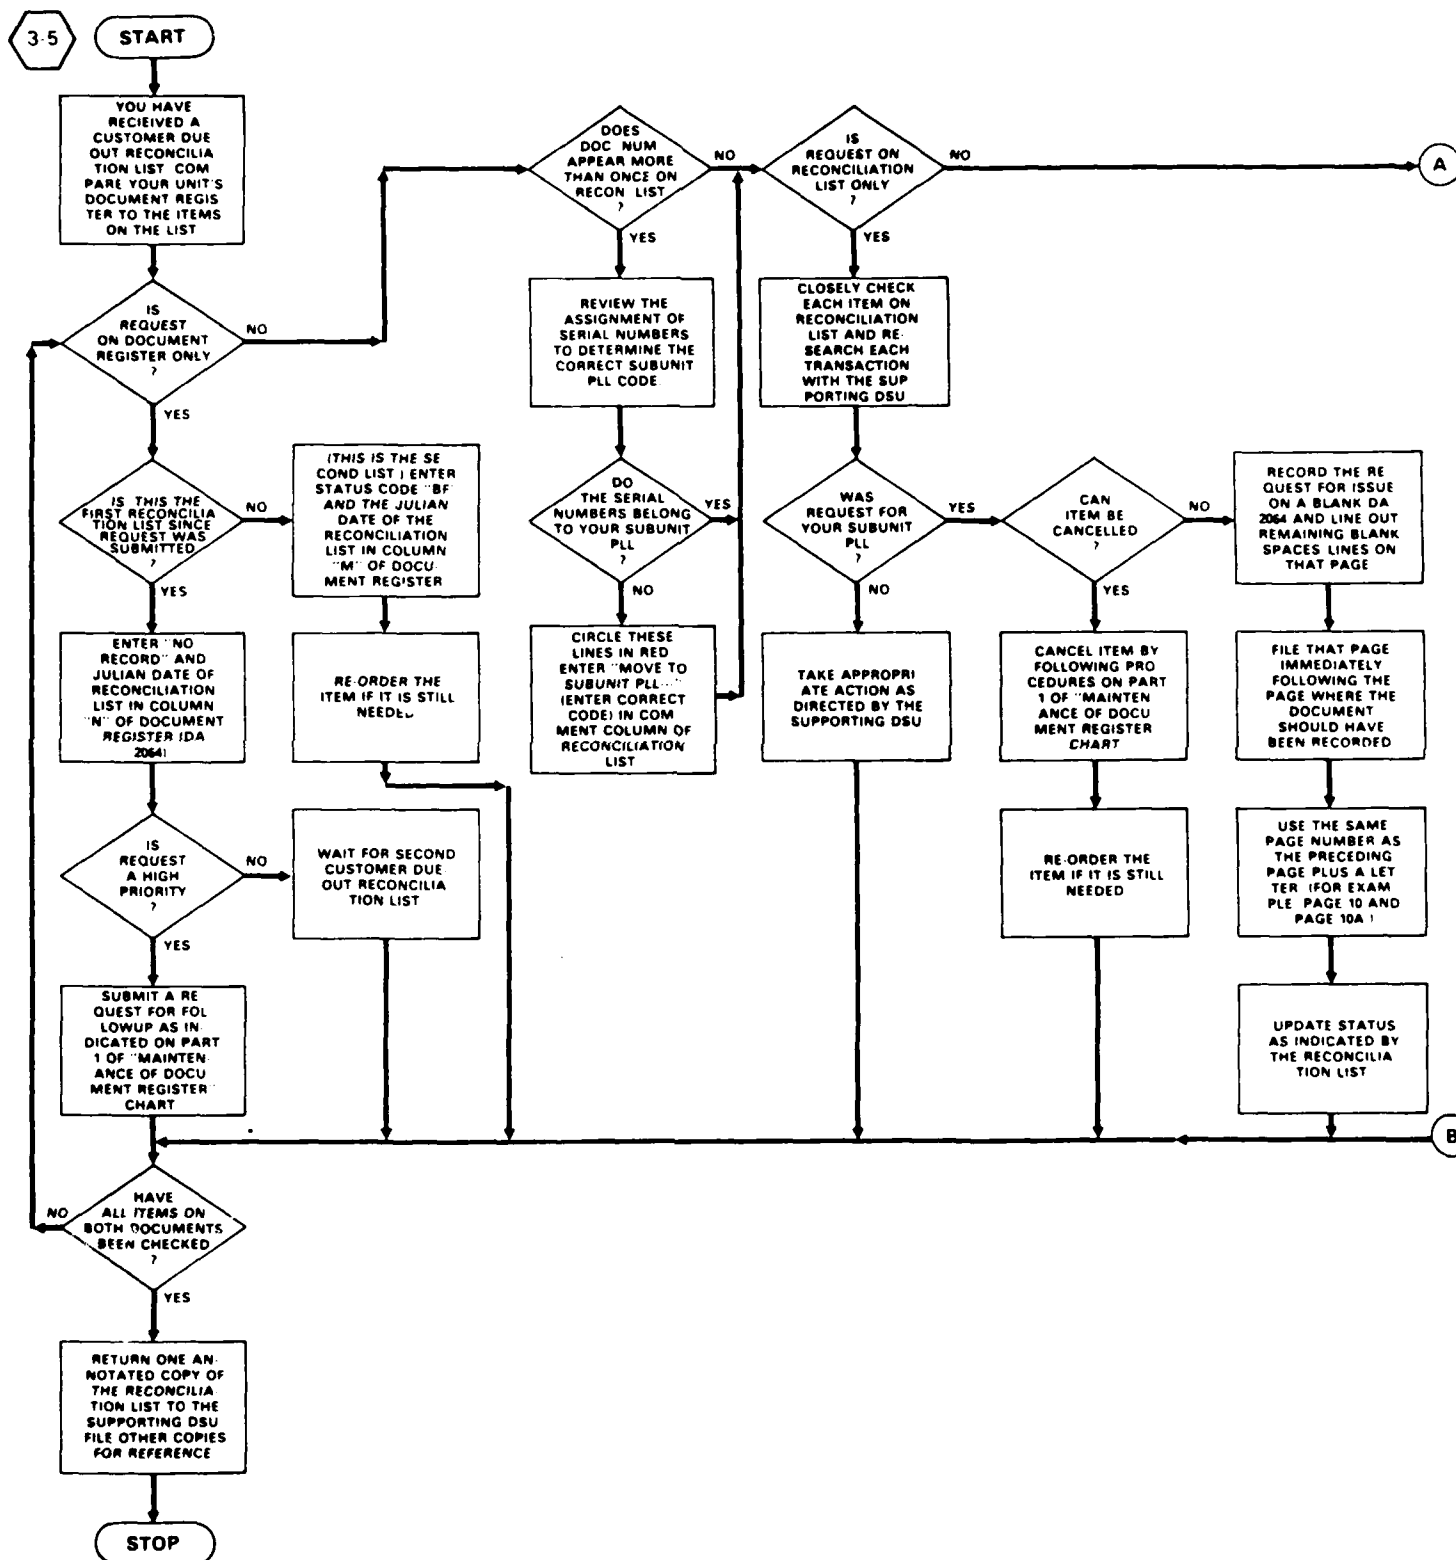 3-5
START
YOU HAVE
RECIEIVED A
CUSTOMER DUE
OUT RECONCILIA
TION LIST COM
PARE YOUR UNIT'S
DOCUMENT REGIS
TER TO THE ITEMS
ON THE LIST
IS
REQUEST
ON DOCUMENT
REGISTER ONLY
?
NO
YES
IS THIS THE
FIRST RECONCILIA
TION LIST SINCE
REQUEST WAS
SUBMITTED
?
NO
YES
(THIS IS THE SE
COND LIST) ENTER
STATUS CODE "BF"
AND THE JULIAN
DATE OF THE
RECONCILIATION
LIST IN COLUMN
"M" OF DOCU-
MENT REGISTER
RE-ORDER THE
ITEM IF IT IS STILL
NEEDED
ENTER "NO
RECORD" AND
JULIAN DATE OF
RECONCILIATION
LIST IN COLUMN
"N" OF DOCUMENT
REGISTER (DA
2064)
IS
REQUEST
A HIGH
PRIORITY
?
NO
YES
WAIT FOR SECOND
CUSTOMER DUE-
OUT RECONCILIA
TION LIST
SUBMIT A RE
QUEST FOR FOL
LOWUP AS IN-
DICATED ON PART
1 OF "MAINTEN-
ANCE OF DOCU
MENT REGISTER"
CHART
HAVE
ALL ITEMS ON
BOTH DOCUMENTS
BEEN CHECKED
?
NO
YES
RETURN ONE AN-
NOTATED COPY OF
THE RECONCILIA-
TION LIST TO THE
SUPPORTING DSU
FILE OTHER COPIES
FOR REFERENCE
STOP
DOES
DOC NUM
APPEAR MORE
THAN ONCE ON
RECON LIST
?
NO
YES
REVIEW THE
ASSIGNMENT OF
SERIAL NUMBERS
TO DETERMINE THE
CORRECT SUBUNIT
PLL CODE
DO
THE SERIAL
NUMBERS BELONG
TO YOUR SUBUNIT
PLL
?
YES
NO
CIRCLE THESE
LINES IN RED
ENTER "MOVE TO
SUBUNIT PLL---"
(ENTER CORRECT
CODE) IN COM
MENT COLUMN OF
RECONCILIATION
LIST
IS
REQUEST ON
RECONCILIATION
LIST ONLY
?
NO
YES
A
CLOSELY CHECK
EACH ITEM ON
RECONCILIATION
LIST AND RE-
SEARCH EACH
TRANSACTION
WITH THE SUP
PORTING DSU
WAS
REQUEST FOR
YOUR SUBUNIT
PLL
?
YES
NO
TAKE APPROPRI
ATE ACTION AS
DIRECTED BY THE
SUPPORTING DSU
CAN
ITEM BE
CANCELLED
?
NO
YES
CANCEL ITEM BY
FOLLOWING PRO
CEDURES ON PART
1 OF "MAINTEN
ANCE OF DOCU
MENT REGISTER
CHART
RE-ORDER THE
ITEM IF IT IS STILL
NEEDED
RECORD THE RE
QUEST FOR ISSUE
ON A BLANK DA
2064 AND LINE OUT
REMAINING BLANK
SPACES LINES ON
THAT PAGE
FILE THAT PAGE
IMMEDIATELY
FOLLOWING THE
PAGE WHERE THE
DOCUMENT
SHOULD HAVE
BEEN RECORDED
USE THE SAME
PAGE NUMBER AS
THE PRECEDING
PAGE PLUS A LET
TER (FOR EXAM
PLE PAGE 10 AND
PAGE 10A )
UPDATE STATUS
AS INDICATED BY
THE RECONCILIA
TION LIST
B